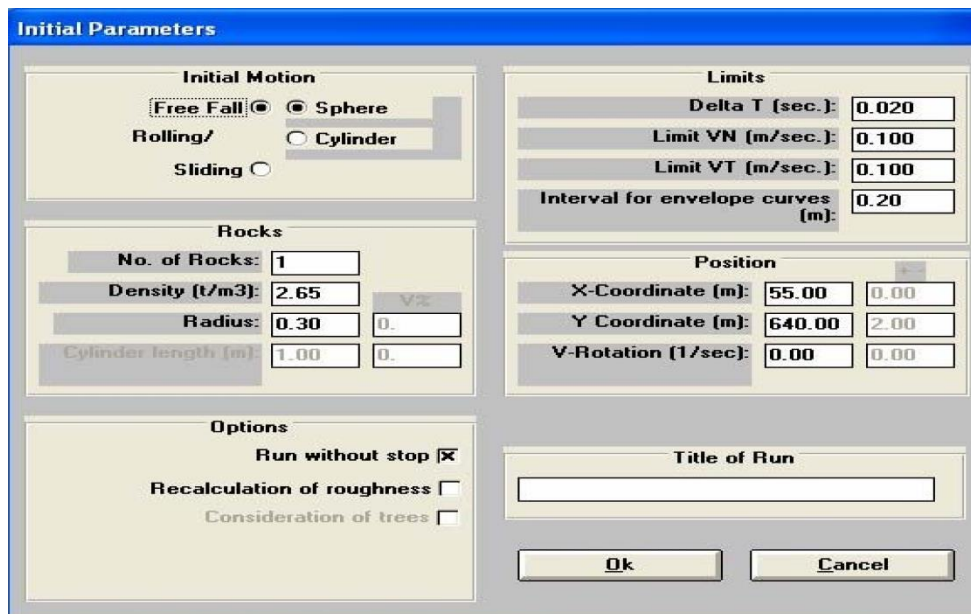 Initial Parameters
Initial Motion
Free Fall
Sphere
Rolling/
Cylinder
Sliding
Rocks
No. of Rocks: 1
Density (t/m3): 2.65
V%
Radius: 0.30 0.
Cylinder length (m): 1.00 0.
Options
Run without stop
Recalculation of roughness
Consideration of trees
Limits
Delta T (sec.): 0.020
Limit VN (m/sec.): 0.100
Limit VT (m/sec.): 0.100
Interval for envelope curves 0.20
(m):
Position
+ -
X-Coordinate (m): 55.00 0.00
Y Coordinate (m): 640.00 2.00
V-Rotation (1/sec): 0.00 0.00
Title of Run
Ok Cancel